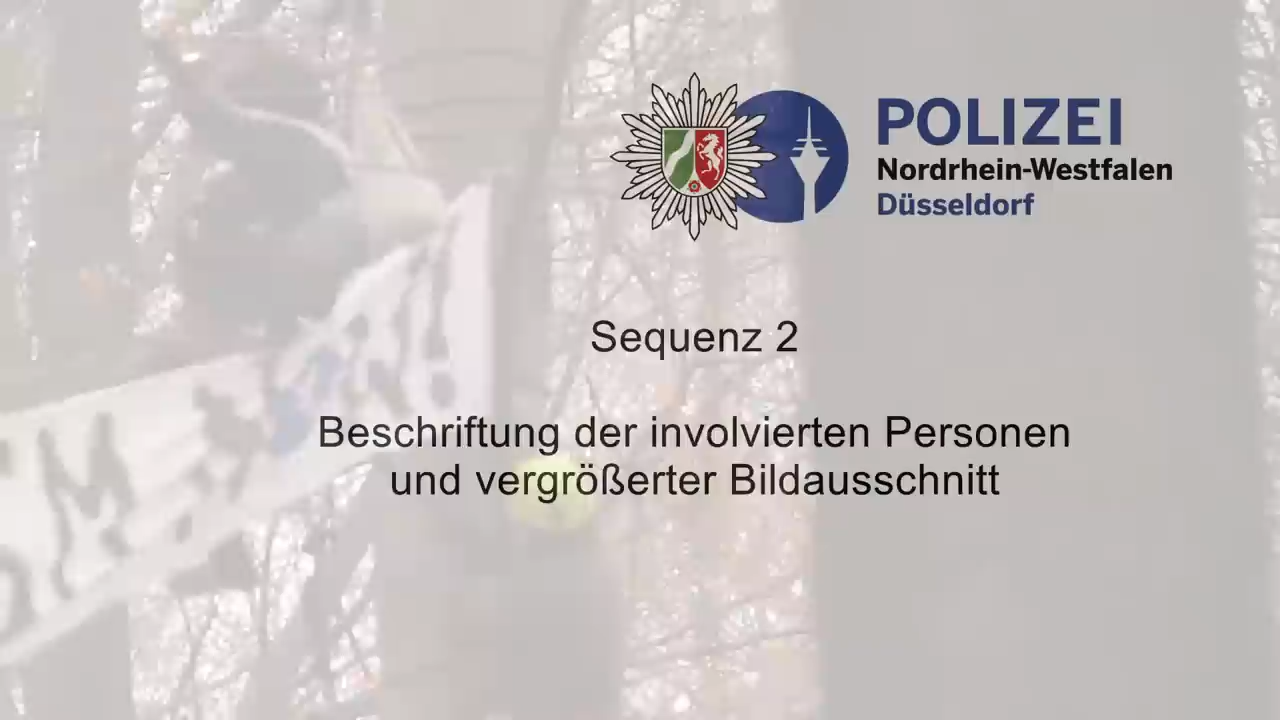 POLIZEI
Nordrhein-Westfalen
Düsseldorf
Sequenz 2
Beschriftung der involvierten Personen
und vergrößerter Bildausschnitt